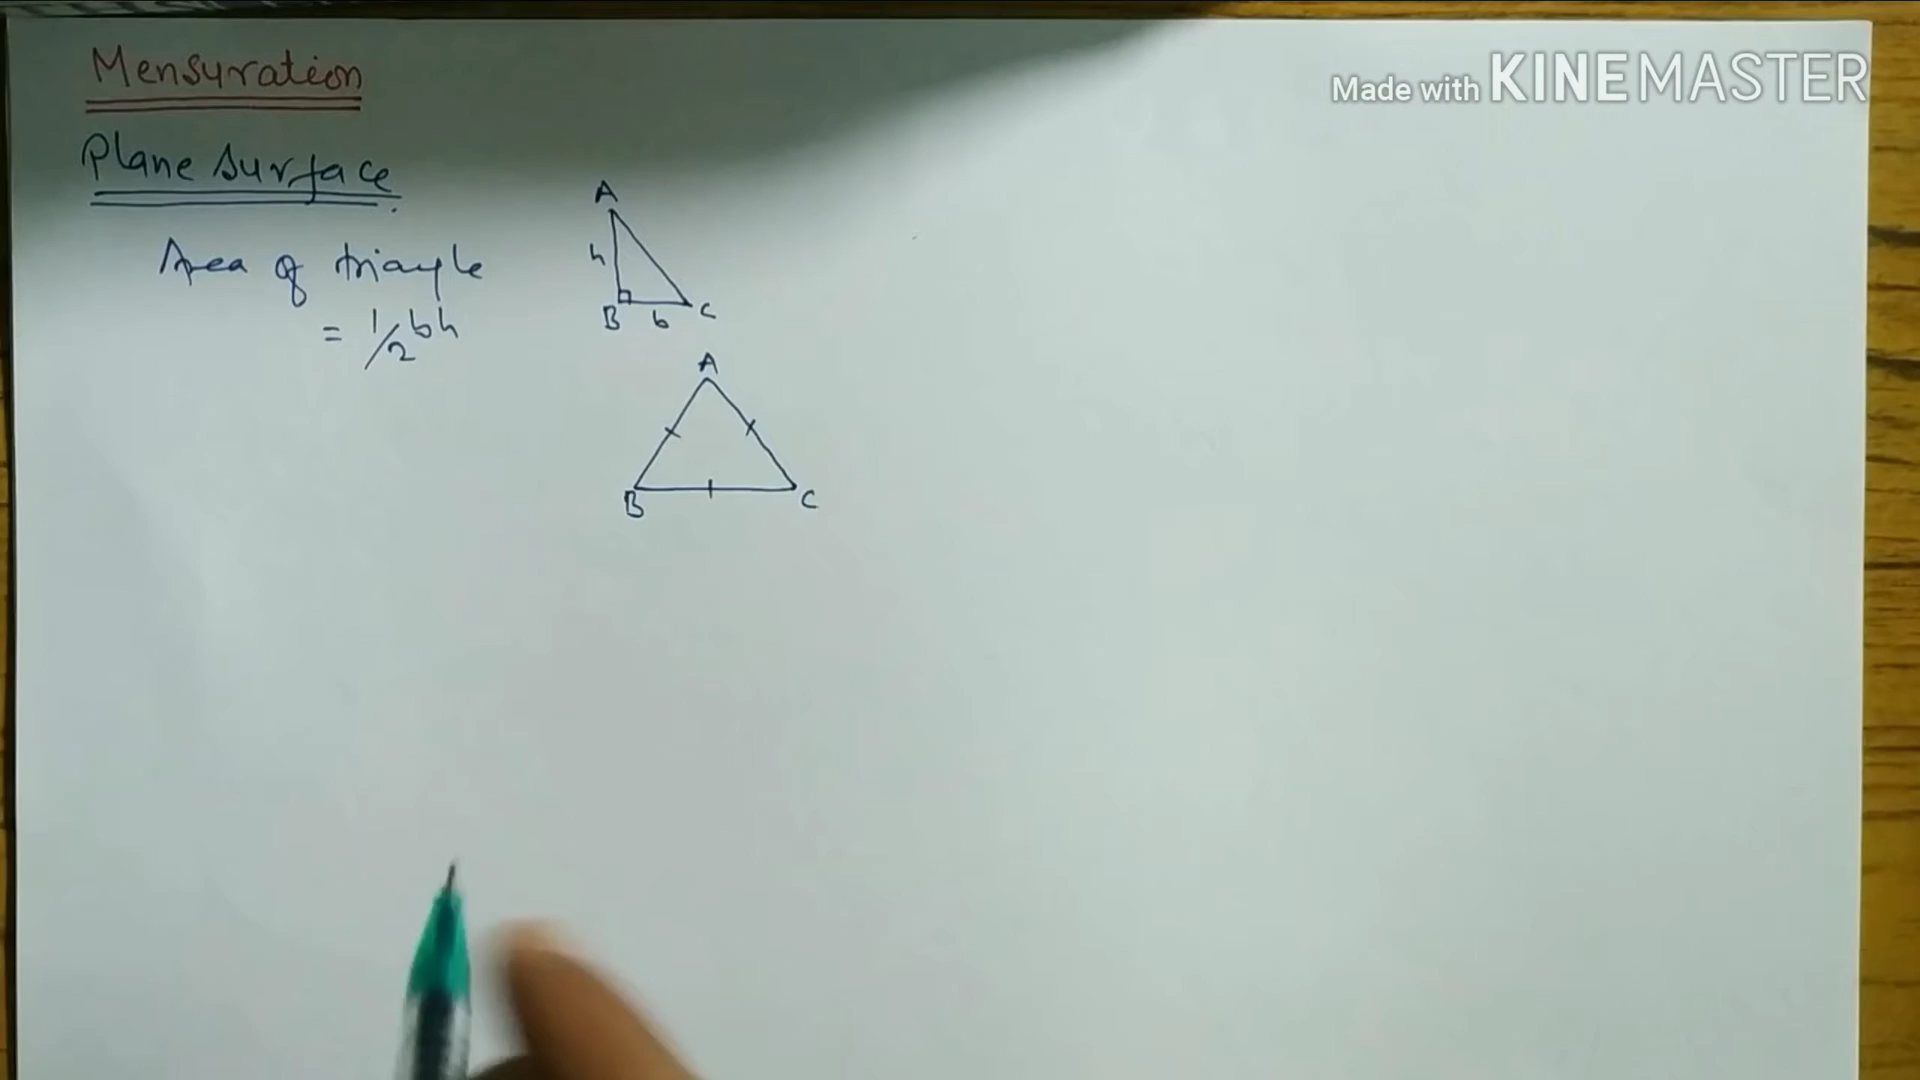 Mensuration
Made with KINEMASTER
Plane surface
Area of triangle
= 1/2 bh
A
h
B b C
A
B C